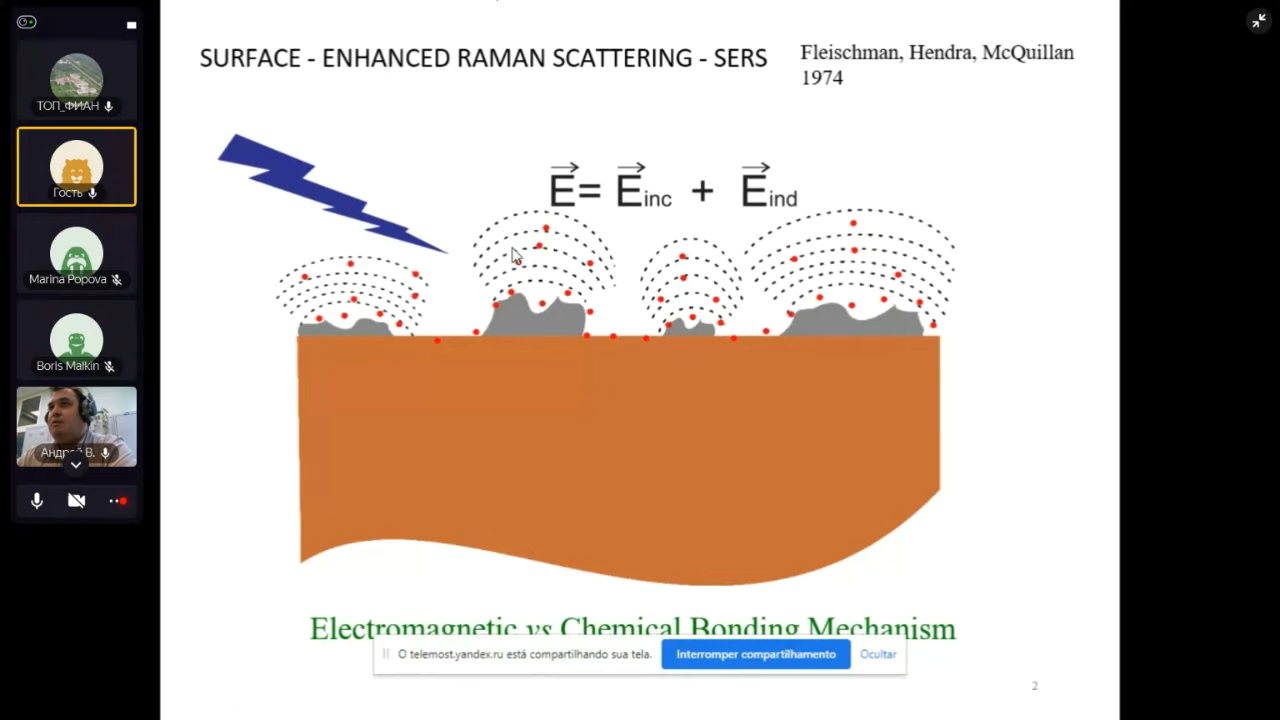 SURFACE - ENHANCED RAMAN SCATTERING - SERS
Fleischman, Hendra, McQuillan
1974
E= Einc + Eind
Electromagnetic vs Chemical Bonding Mechanism
O telemost.yandex.ru está compartilhando sua tela.
Interromper compartilhamento
Ocultar
2
ТОП_ФИАН
Гость
Marina Popova
Boris Malkin
Андрей В.